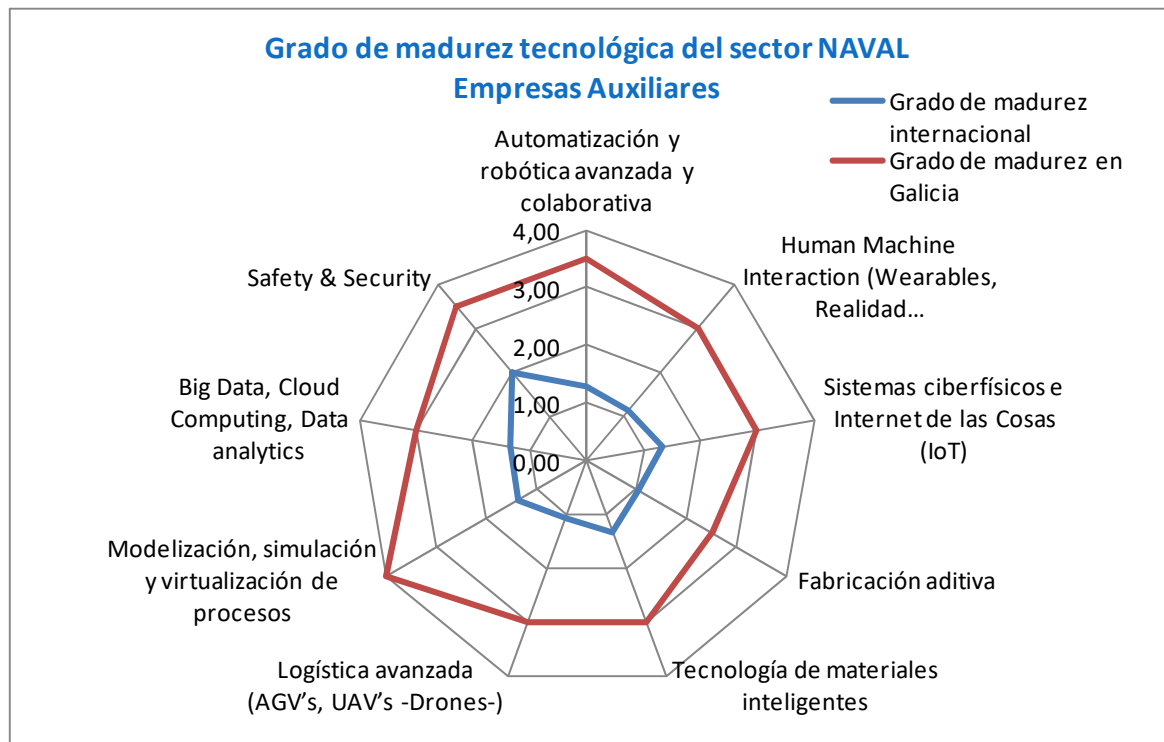 Grado de madurez tecnológica del sector NAVAL
Empresas Auxiliares
Grado de madurez
internacional
Grado de madurez en
Galicia
Automatización y
robótica avanzada y
colaborativa
Human Machine
Interaction (Wearables,
Realidad...
Sistemas ciberfísicos e
Internet de las Cosas
(IoT)
Fabricación aditiva
Tecnología de materiales
inteligentes
Logística avanzada
(AGV’s, UAV’s -Drones-)
Modelización, simulación
y virtualización de
procesos
Big Data, Cloud
Computing, Data
analytics
Safety & Security
4,00
3,00
2,00
1,00
0,00